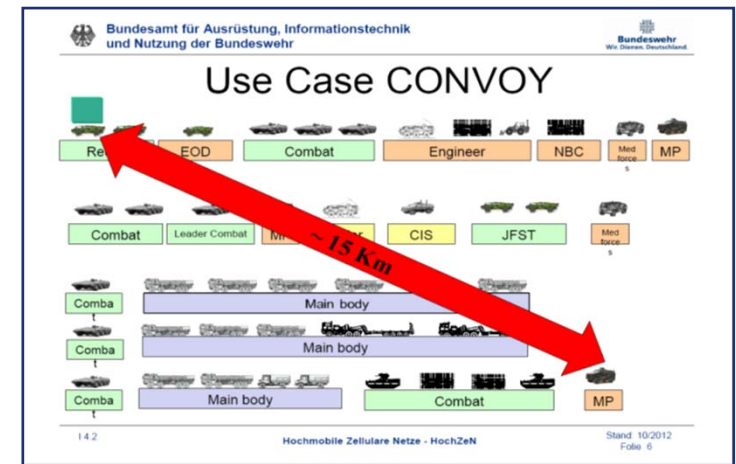 Bundesamt für Ausrüstung, Informationstechnik
und Nutzung der Bundeswehr
Bundeswehr
Wir. Dienen. Deutschland.
Use Case CONVOY
EOD
Combat
Engineer
NBC
Med
force
s
MP
Combat
Leader Combat
CIS
JFST
Med
force
s
~ 15 Km
Comba
t
Main body
Comba
t
Main body
Comba
t
Main body
Combat
MP
I 4.2
Hochmobile Zellulare Netze - HochZeN
Stand: 10/2012
Folie 6